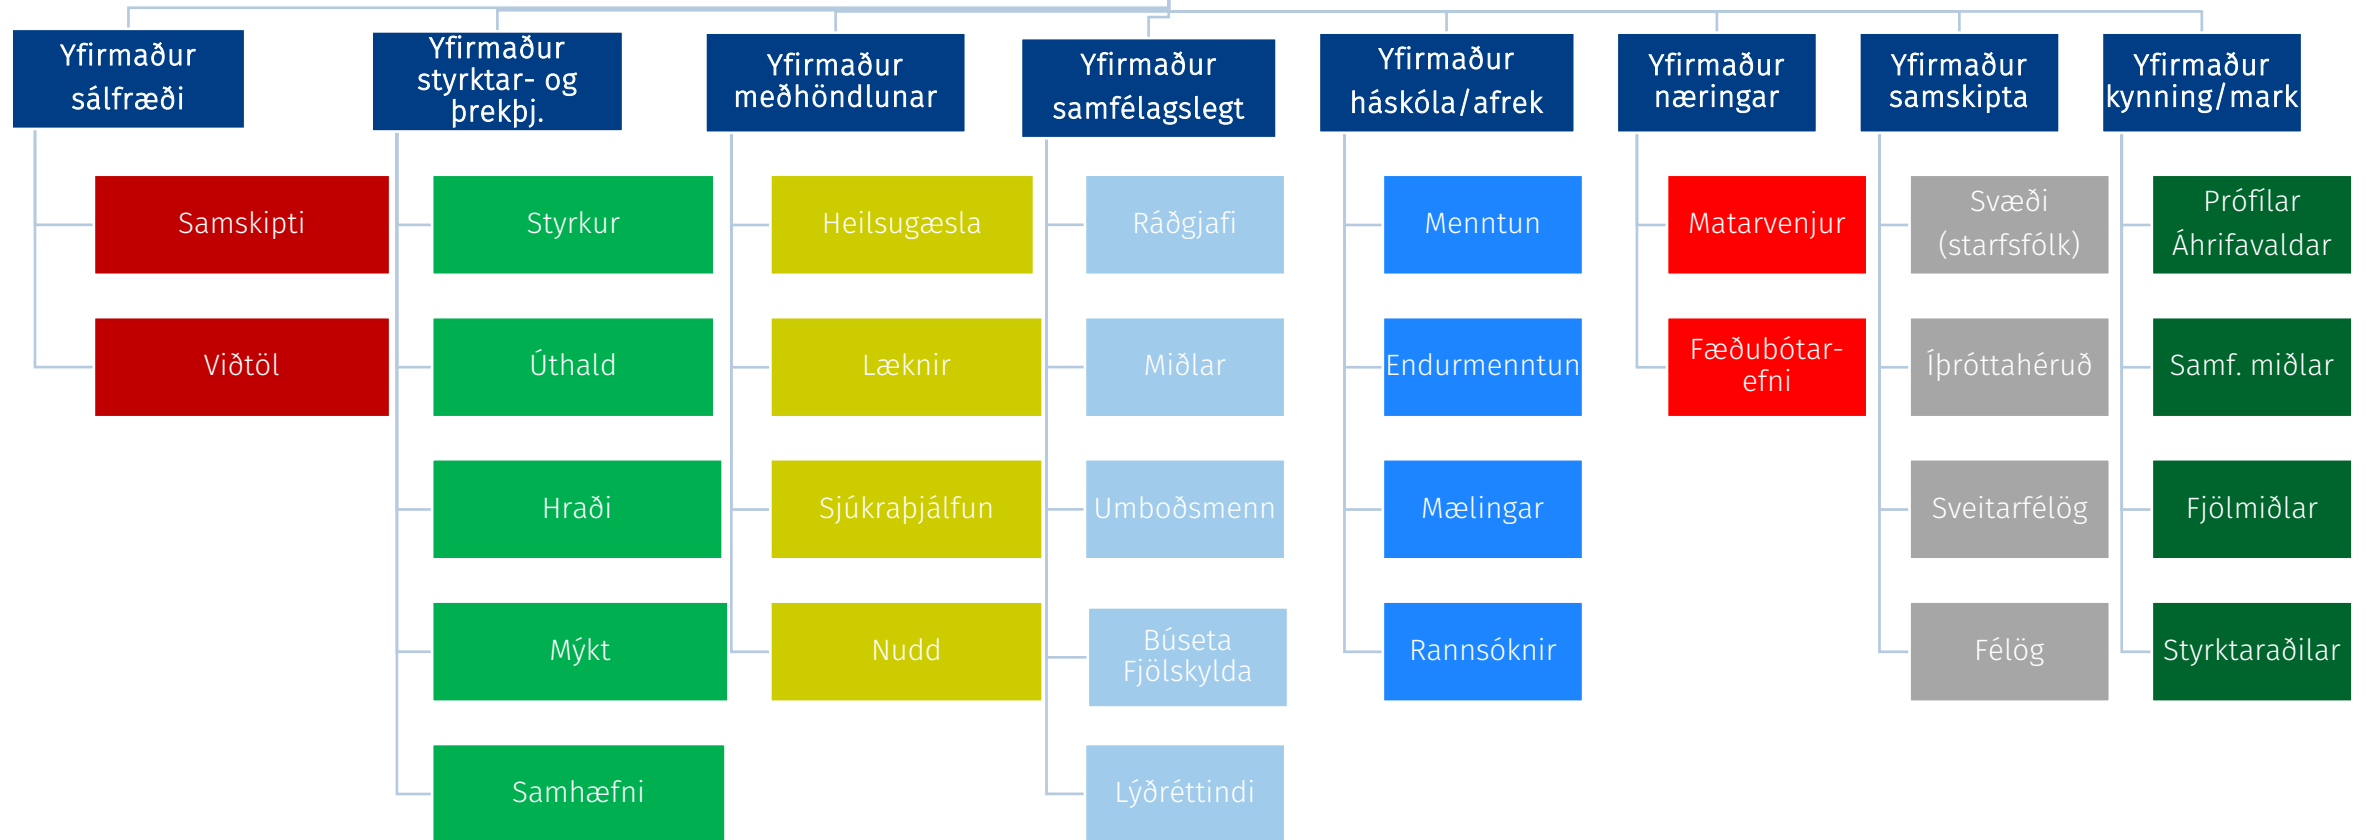 Yfirmaður
sálfræði
Yfirmaður
styrktar- og
þrekþj.
Yfirmaður
meðhöndlunar
Yfirmaður
samfélagslegt
Yfirmaður
háskóla/afrek
Yfirmaður
næringar
Yfirmaður
samskipta
Yfirmaður
kynning/mark
Samskipti
Viðtöl
Styrkur
Úthald
Hraði
Mýkt
Samhæfni
Heilsugæsla
Læknir
Sjúkraþjálfun
Nudd
Ráðgjafi
Miðlar
Umboðsmenn
Búseta
Fjölskylda
Lýðréttindi
Menntun
Endurmenntun
Mælingar
Rannsóknir
Matarvenjur
Fæðubótar-
efni
Svæði
(starfsfólk)
Íþróttahéruð
Sveitarfélög
Félög
Prófílar
Áhrifavaldar
Samf. miðlar
Fjölmiðlar
Styrktaraðilar